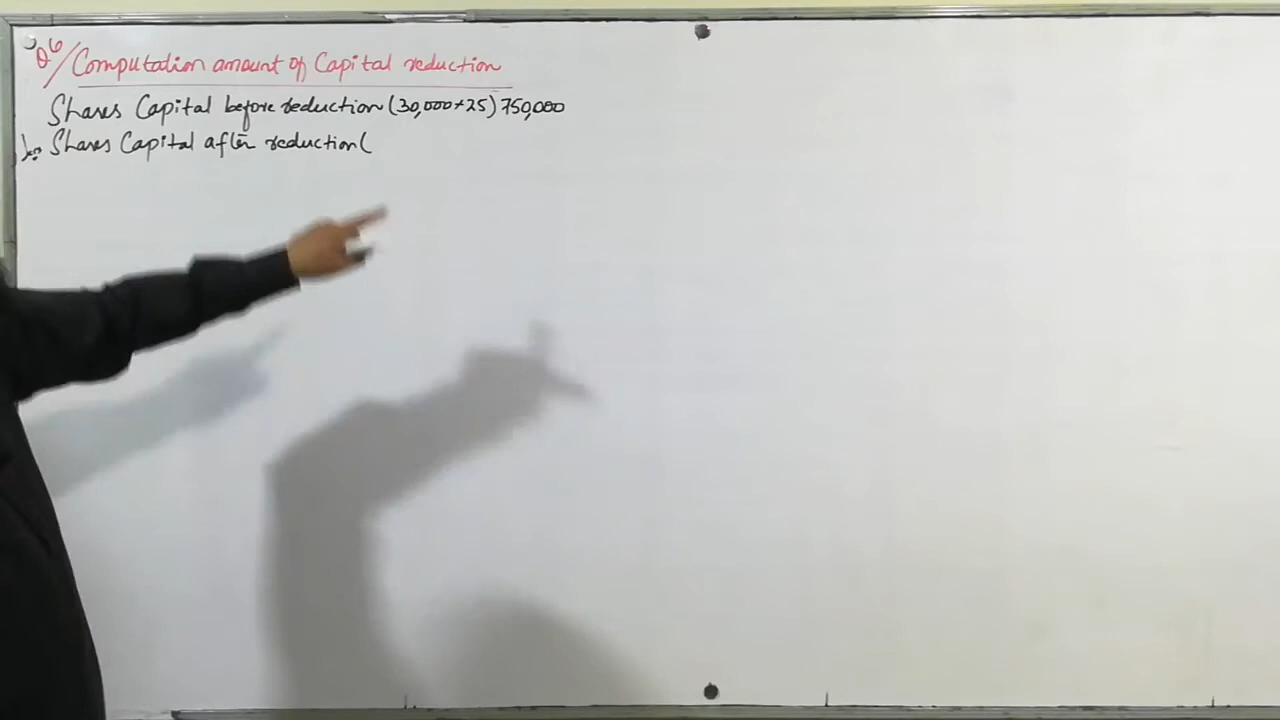 Q6/ Computation amount of Capital reduction
Shares Capital before reduction (30,000+25) 750,000
Less Shares Capital after reduction (